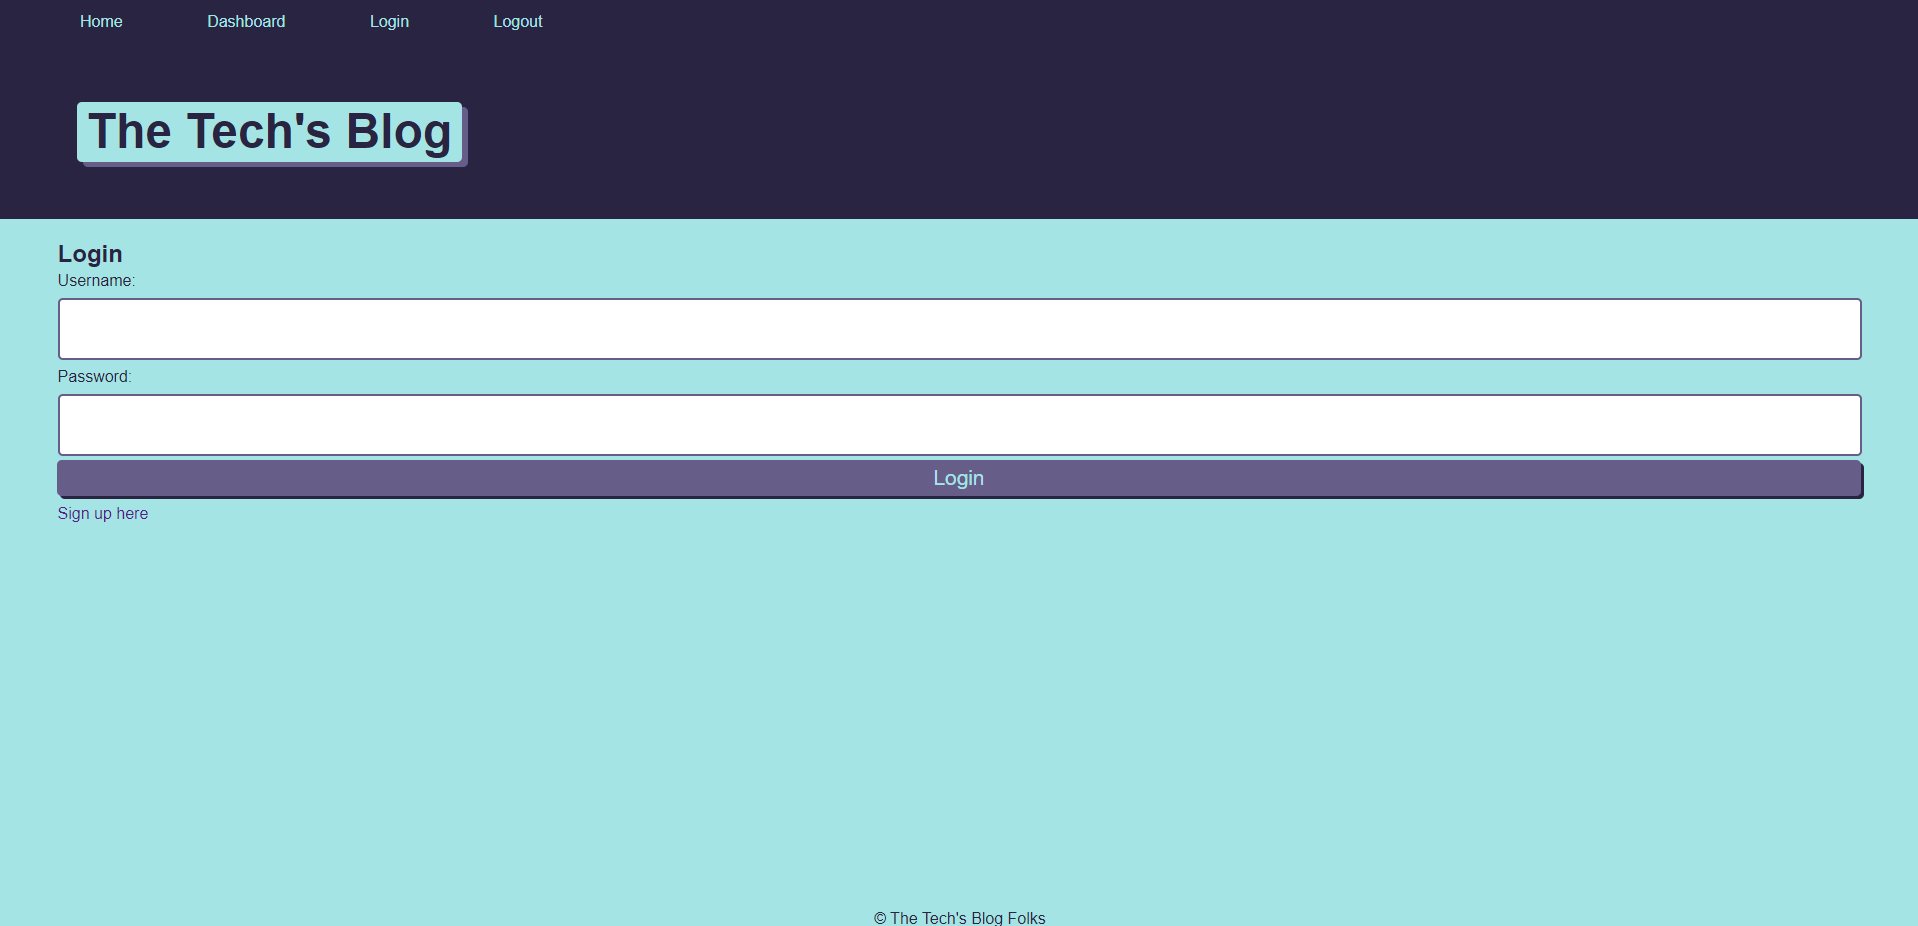 Home Dashboard Login Logout
The Tech's Blog
Login
Username:
Password:
Login
Sign up here
© The Tech's Blog Folks